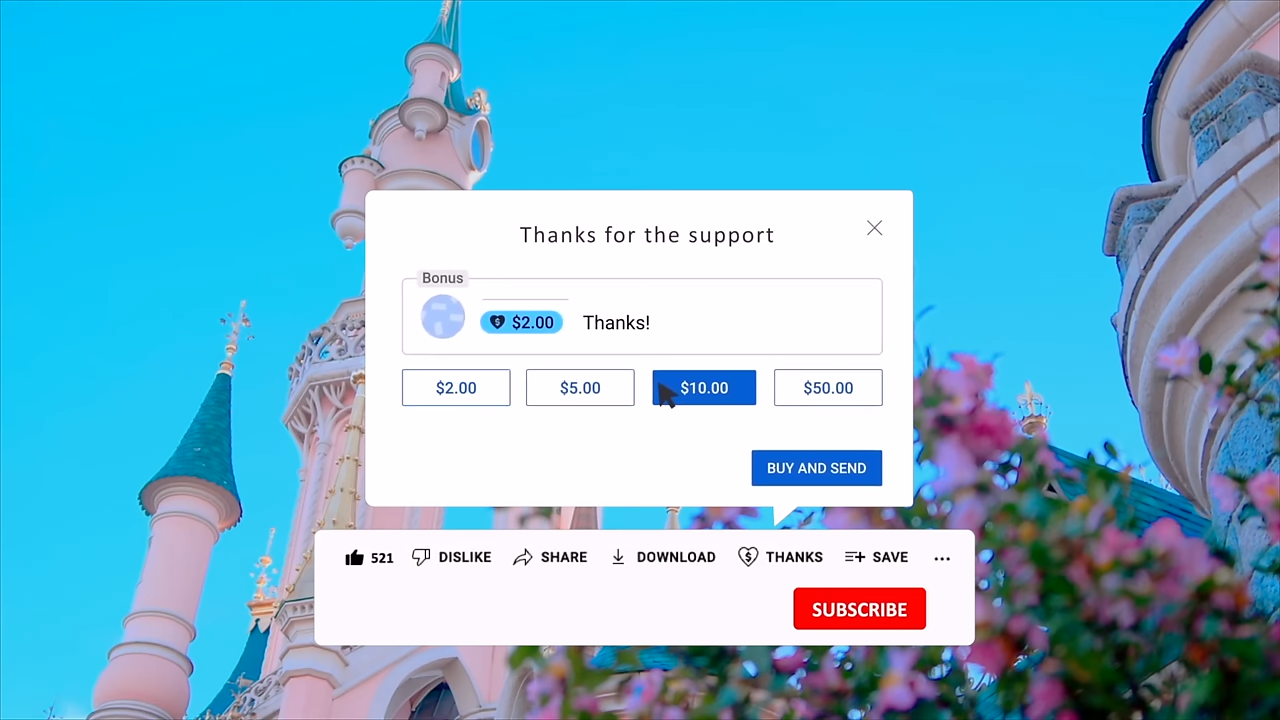 Thanks for the support
Bonus
$2.00 Thanks!
$2.00 $5.00 $10.00 $50.00
BUY AND SEND
521 DISLIKE SHARE DOWNLOAD THANKS SAVE ...
SUBSCRIBE